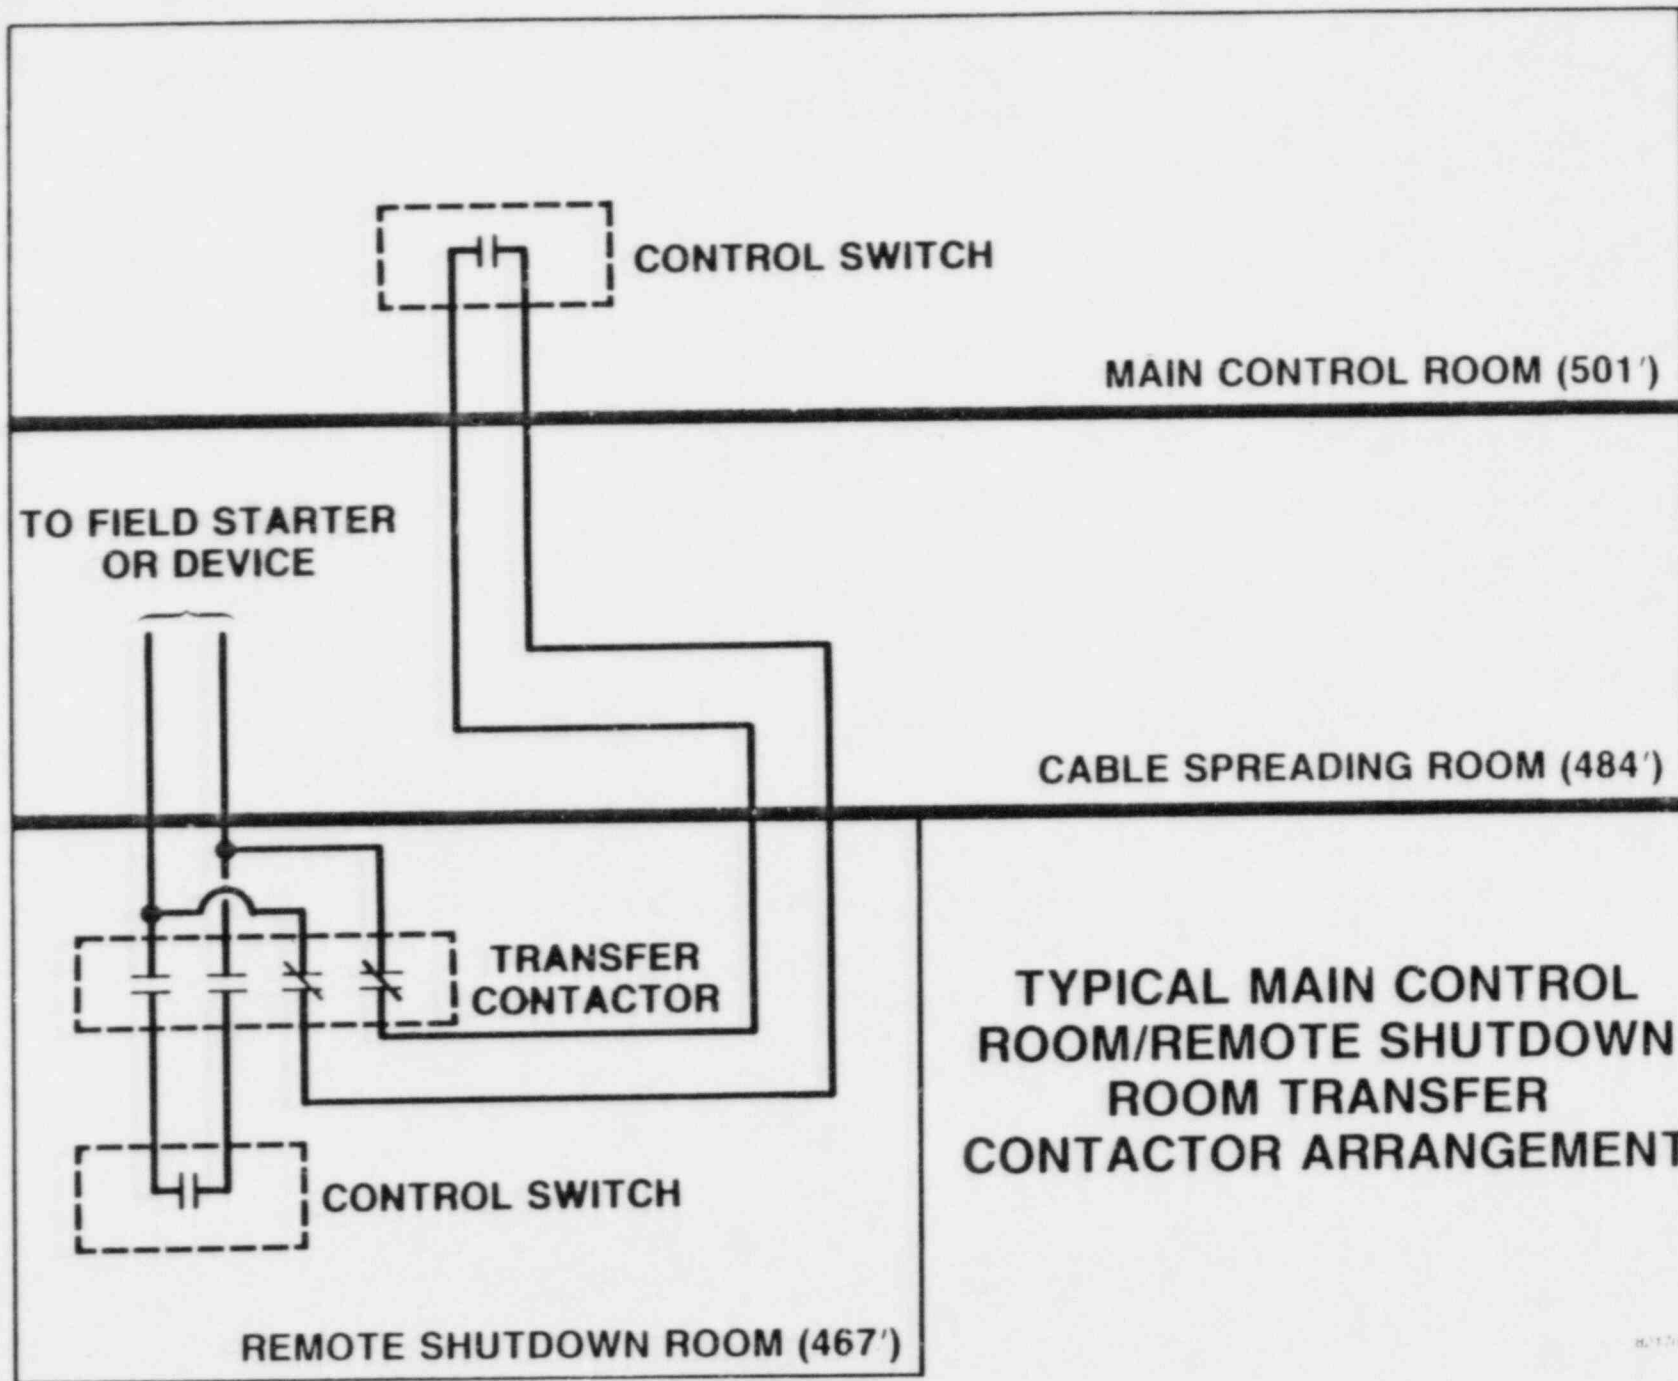 CONTROL SWITCH
MAIN CONTROL ROOM (501')
TO FIELD STARTER
OR DEVICE
CABLE SPREADING ROOM (484')
TRANSFER
CONTACTOR
TYPICAL MAIN CONTROL
ROOM/REMOTE SHUTDOWN
ROOM TRANSFER
CONTACTOR ARRANGEMENT
CONTROL SWITCH
REMOTE SHUTDOWN ROOM (467')